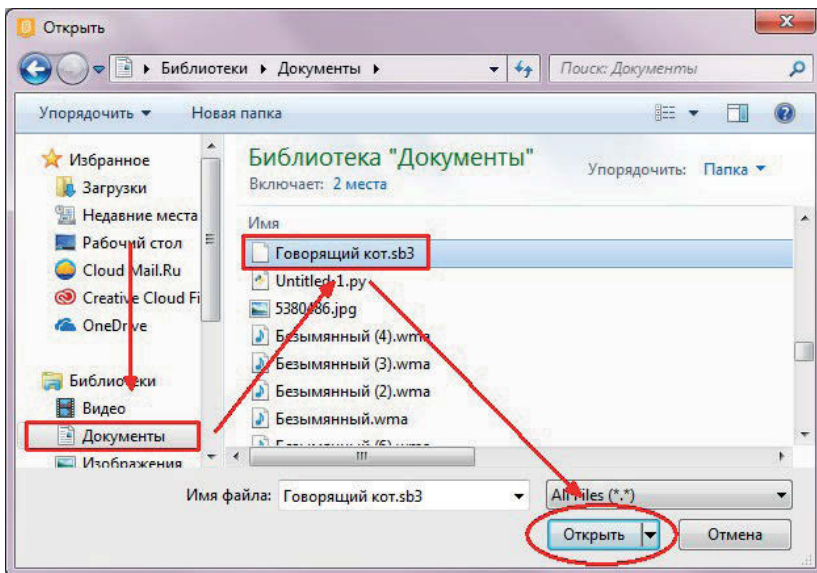 Открыть
Библиотеки ▸ Документы ▸
Поиск: Документы
Упорядочить ▼ Новая папка
Избранное
Загрузки
Недавние места
Рабочий стол
Cloud Mail.Ru
Creative Cloud Fi
OneDrive
Библиотеки
Видео
Документы
Изображения
Библиотека "Документы"
Включает: 2 места
Упорядочить: Папка ▼
Имя
Говорящий кот.sb3
Untitled-1.py
5380486.jpg
Безымянный (4).wma
Безымянный (3).wma
Безымянный (2).wma
Безымянный.wma
Имя файла: Говорящий кот.sb3
All Files (*.*)
Открыть
Отмена